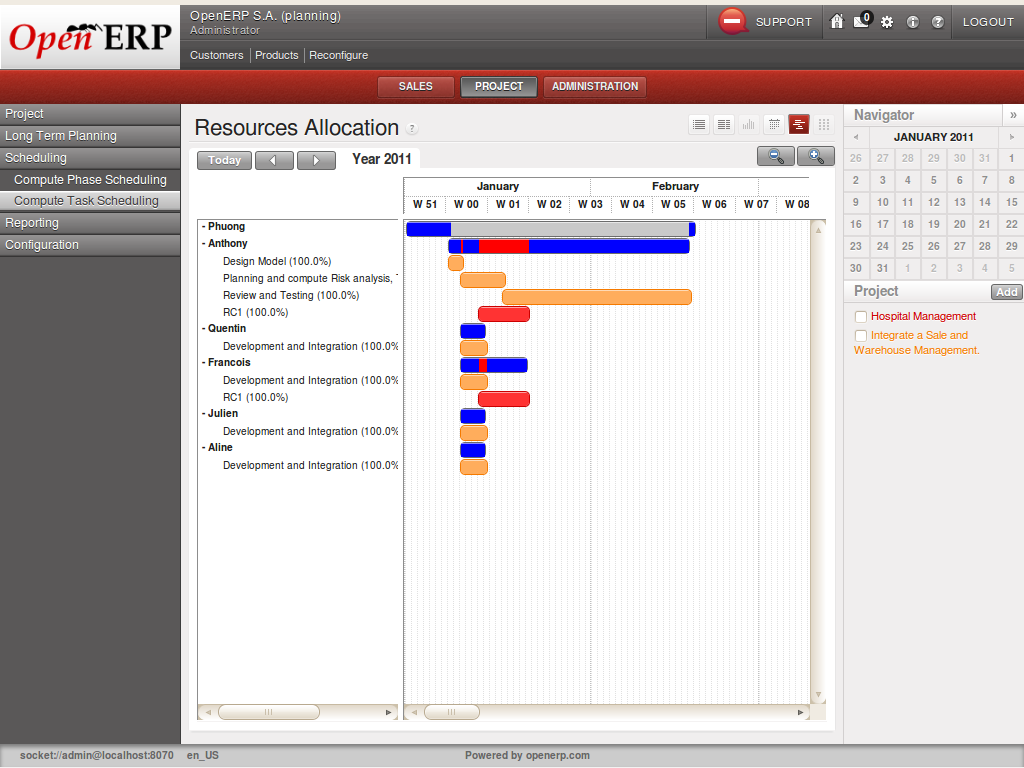 Open ERP
OpenERP S.A. (planning)
Administrator
Customers Products Reconfigure
SUPPORT
0
LOGOUT
SALES PROJECT ADMINISTRATION
Project
Long Term Planning
Scheduling
Compute Phase Scheduling
Compute Task Scheduling
Reporting
Configuration
Resources Allocation ?
Today Year 2011
January February
W 51 W 00 W 01 W 02 W 03 W 04 W 05 W 06 W 07 W 08
- Phuong
- Anthony
Design Model (100.0%)
Planning and compute Risk analysis,
Review and Testing (100.0%)
RC1 (100.0%)
- Quentin
Development and Integration (100.0%
- Francois
Development and Integration (100.0%
RC1 (100.0%)
- Julien
Development and Integration (100.0%
- Aline
Development and Integration (100.0%
Navigator »
JANUARY 2011
26 27 28 29 30 31 1
2 3 4 5 6 7 8
9 10 11 12 13 14 15
16 17 18 19 20 21 22
23 24 25 26 27 28 29
30 31 1 2 3 4 5
Project Add
Hospital Management
Integrate a Sale and
Warehouse Management.
socket://admin@localhost:8070 en_US
Powered by openerp.com